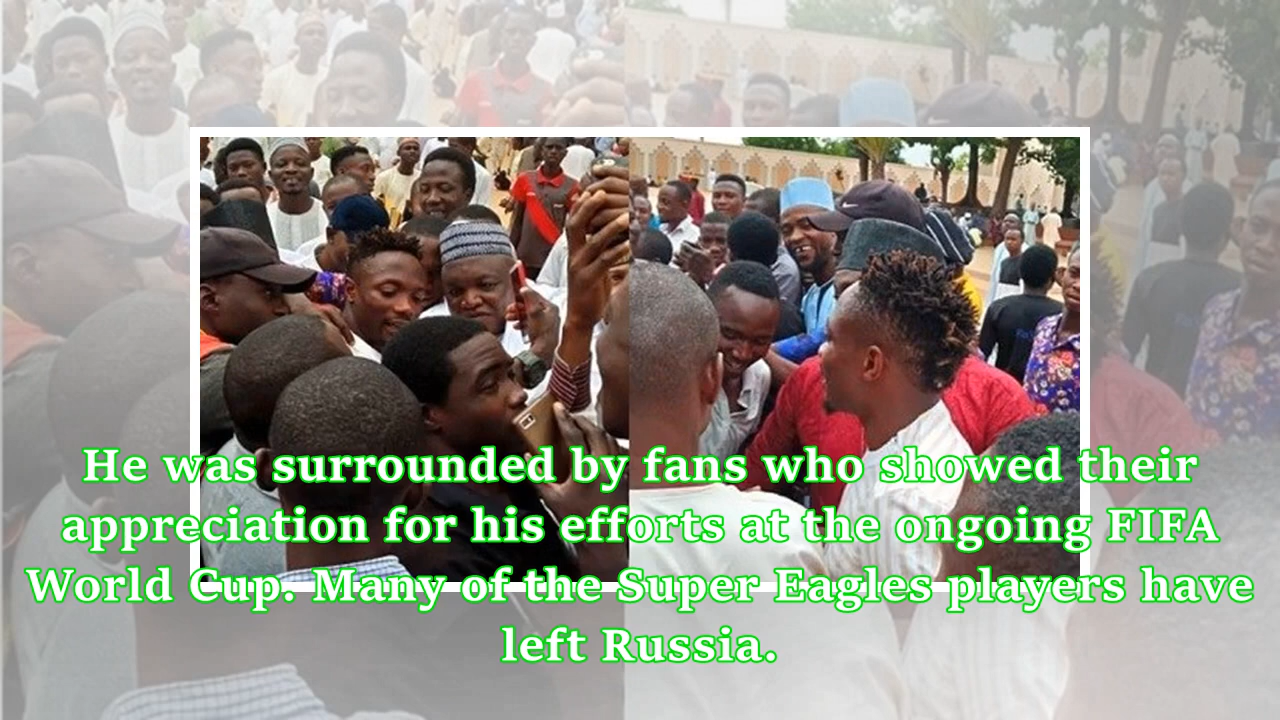 He was surrounded by fans who showed their
appreciation for his efforts at the ongoing FIFA
World Cup. Many of the Super Eagles players have
left Russia.